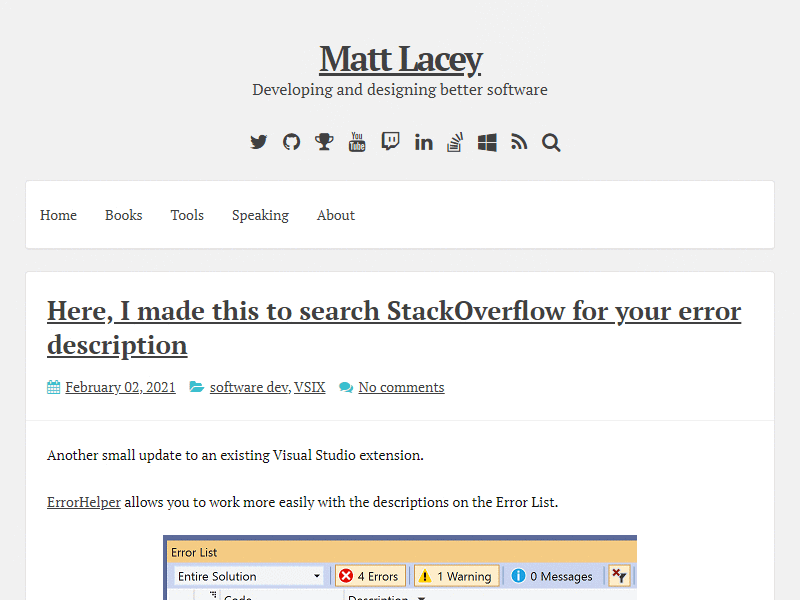 Matt Lacey
Developing and designing better software
You
Tube
Home Books Tools Speaking About
Here, I made this to search StackOverflow for your error
description
February 02, 2021 software dev, VSIX No comments
Another small update to an existing Visual Studio extension.
ErrorHelper allows you to work more easily with the descriptions on the Error List.
Error List
Entire Solution 4 Errors 1 Warning 0 Messages
Code Description